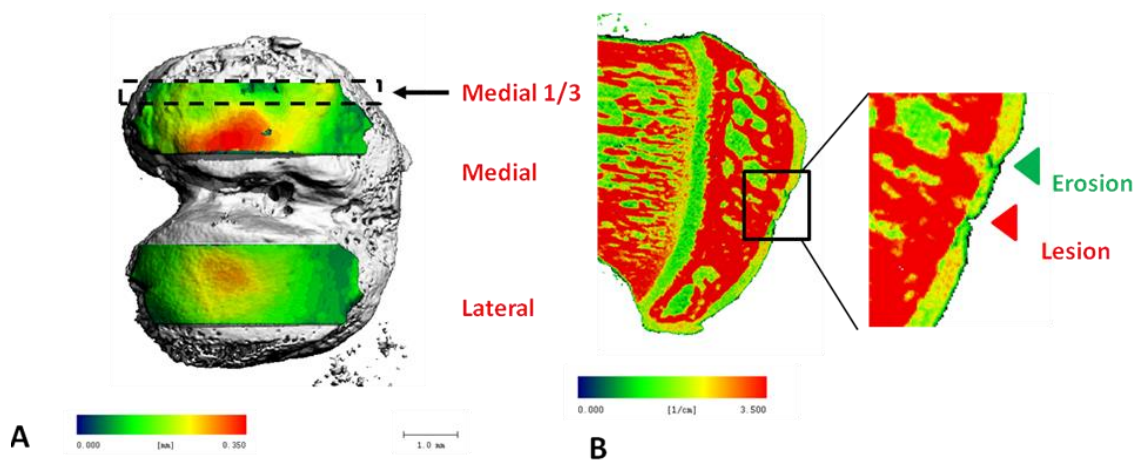 Medial 1/3
Medial
Lateral
0.000 [mm] 0.350
1.0 mm
A
Erosion
Lesion
0.000 [1/cm] 3.500
B